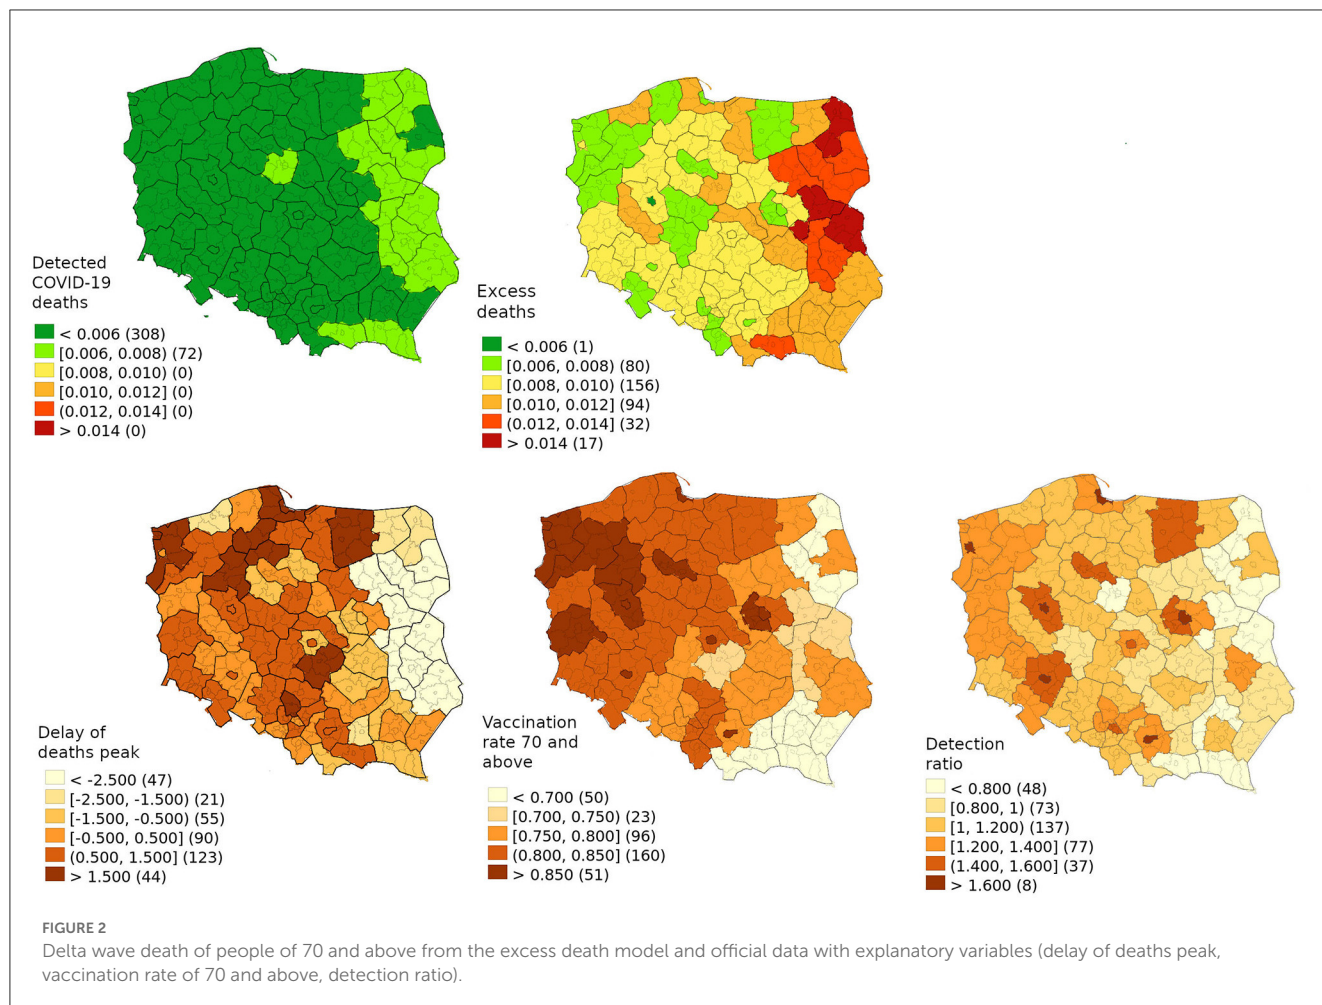 Detected
COVID-19
deaths
< 0.006 (308)
[0.006, 0.008) (72)
[0.008, 0.010) (0)
[0.010, 0.012] (0)
(0.012, 0.014] (0)
> 0.014 (0)
Excess
deaths
< 0.006 (1)
[0.006, 0.008) (80)
[0.008, 0.010) (156)
[0.010, 0.012] (94)
(0.012, 0.014] (32)
> 0.014 (17)
Delay of
deaths peak
< -2.500 (47)
[-2.500, -1.500) (21)
[-1.500, -0.500) (55)
[-0.500, 0.500] (90)
(0.500, 1.500] (123)
> 1.500 (44)
Vaccination
rate 70 and
above
< 0.700 (50)
[0.700, 0.750) (23)
[0.750, 0.800] (96)
(0.800, 0.850] (160)
> 0.850 (51)
Detection
ratio
< 0.800 (48)
[0.800, 1) (73)
[1, 1.200) (137)
[1.200, 1.400] (77)
(1.400, 1.600] (37)
> 1.600 (8)
FIGURE 2
Delta wave death of people of 70 and above from the excess death model and official data with explanatory variables (delay of deaths peak,
vaccination rate of 70 and above, detection ratio).